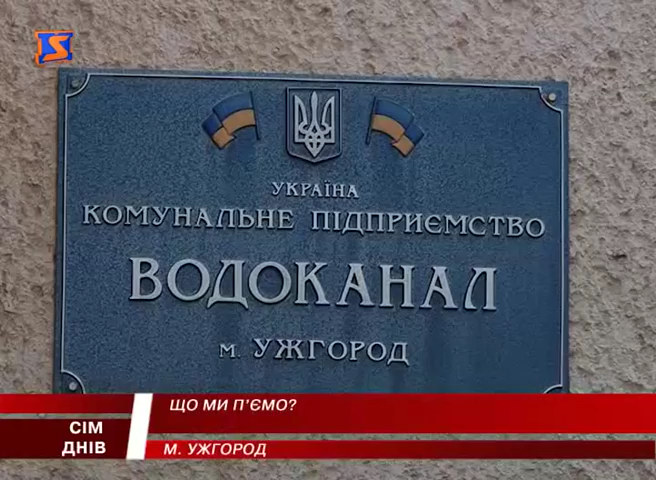 УКРАЇНА
КОМУНАЛЬНЕ ПІДПРИЄМСТВО
ВОДОКАНАЛ
м. УЖГОРОД
ЩО МИ П'ЄМО?
СІМ
ДНІВ
М. УЖГОРОД